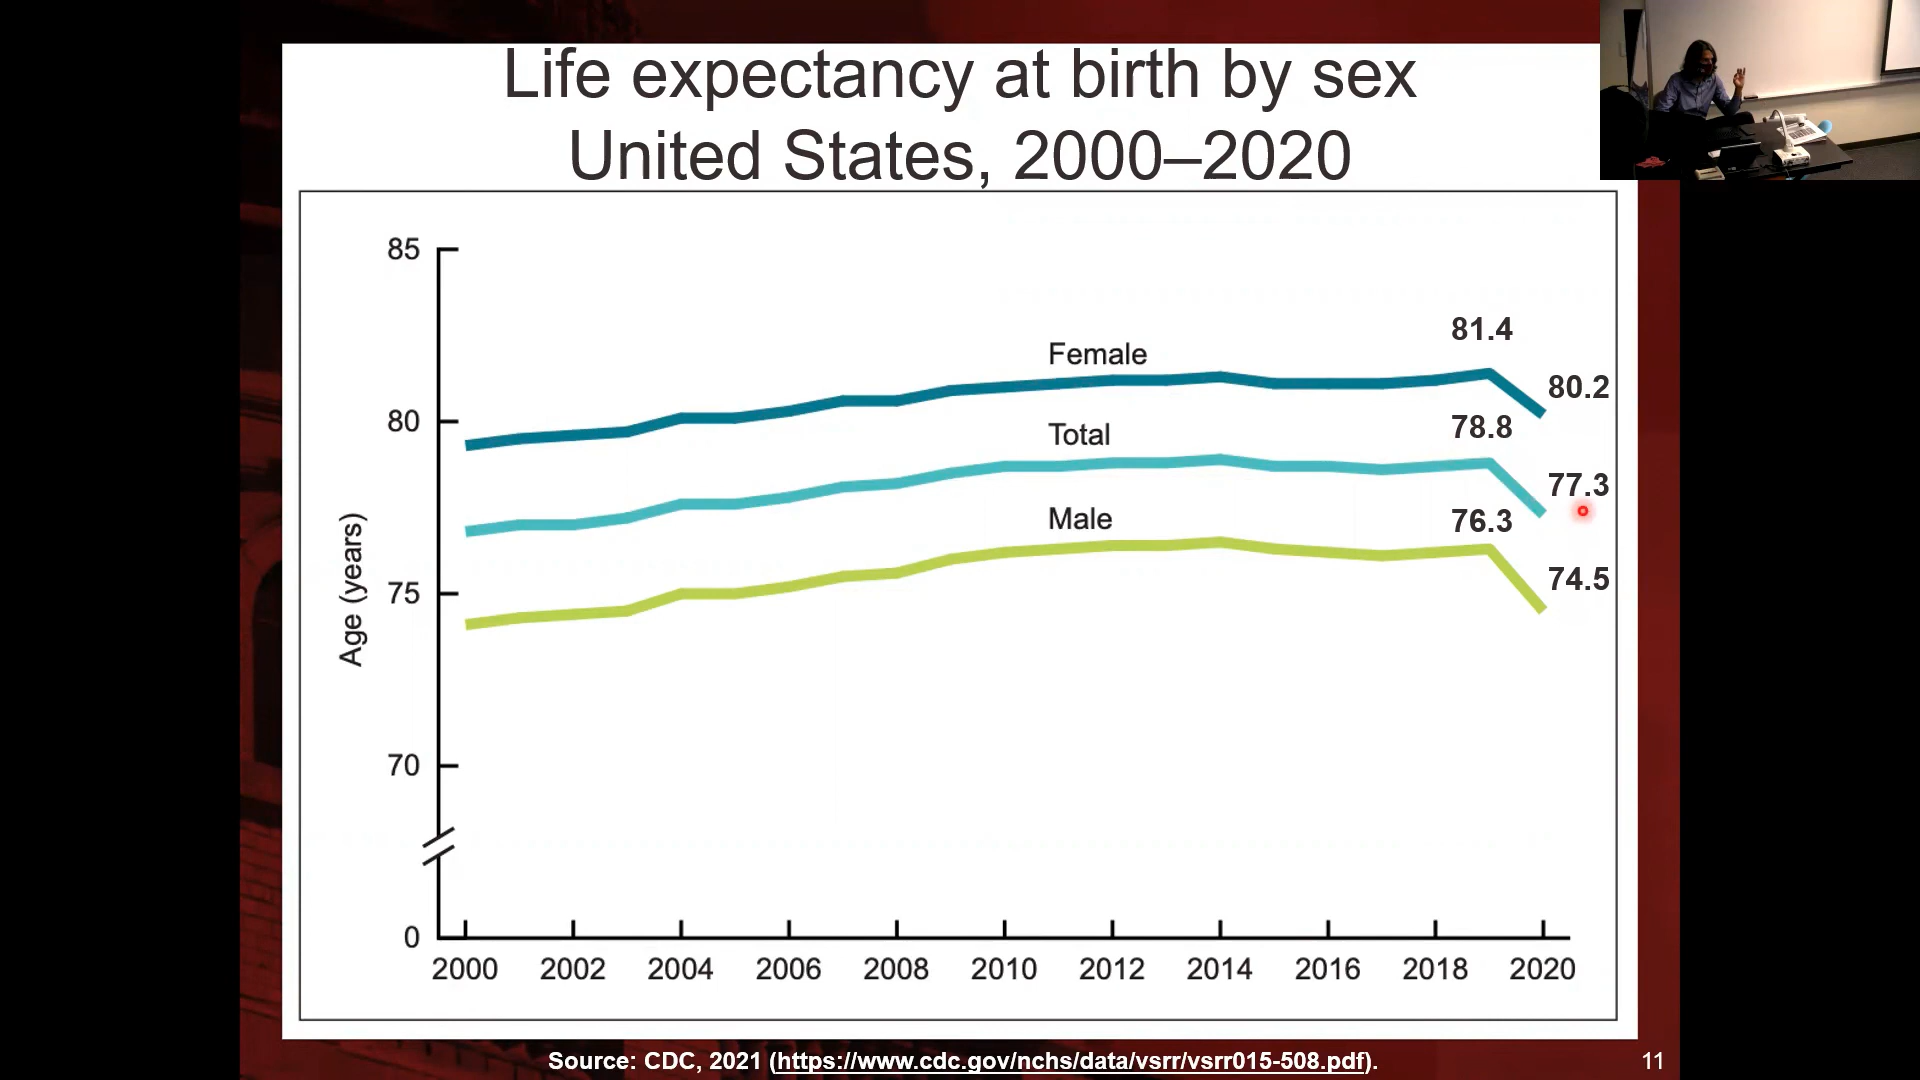 Life expectancy at birth by sex
United States, 2000–2020
85
80
75
70
0
Age (years)
Female
Total
Male
81.4
80.2
78.8
77.3
76.3
74.5
2000 2002 2004 2006 2008 2010 2012 2014 2016 2018 2020
Source: CDC, 2021 (https://www.cdc.gov/nchs/data/vsrr/vsrr015-508.pdf).
11